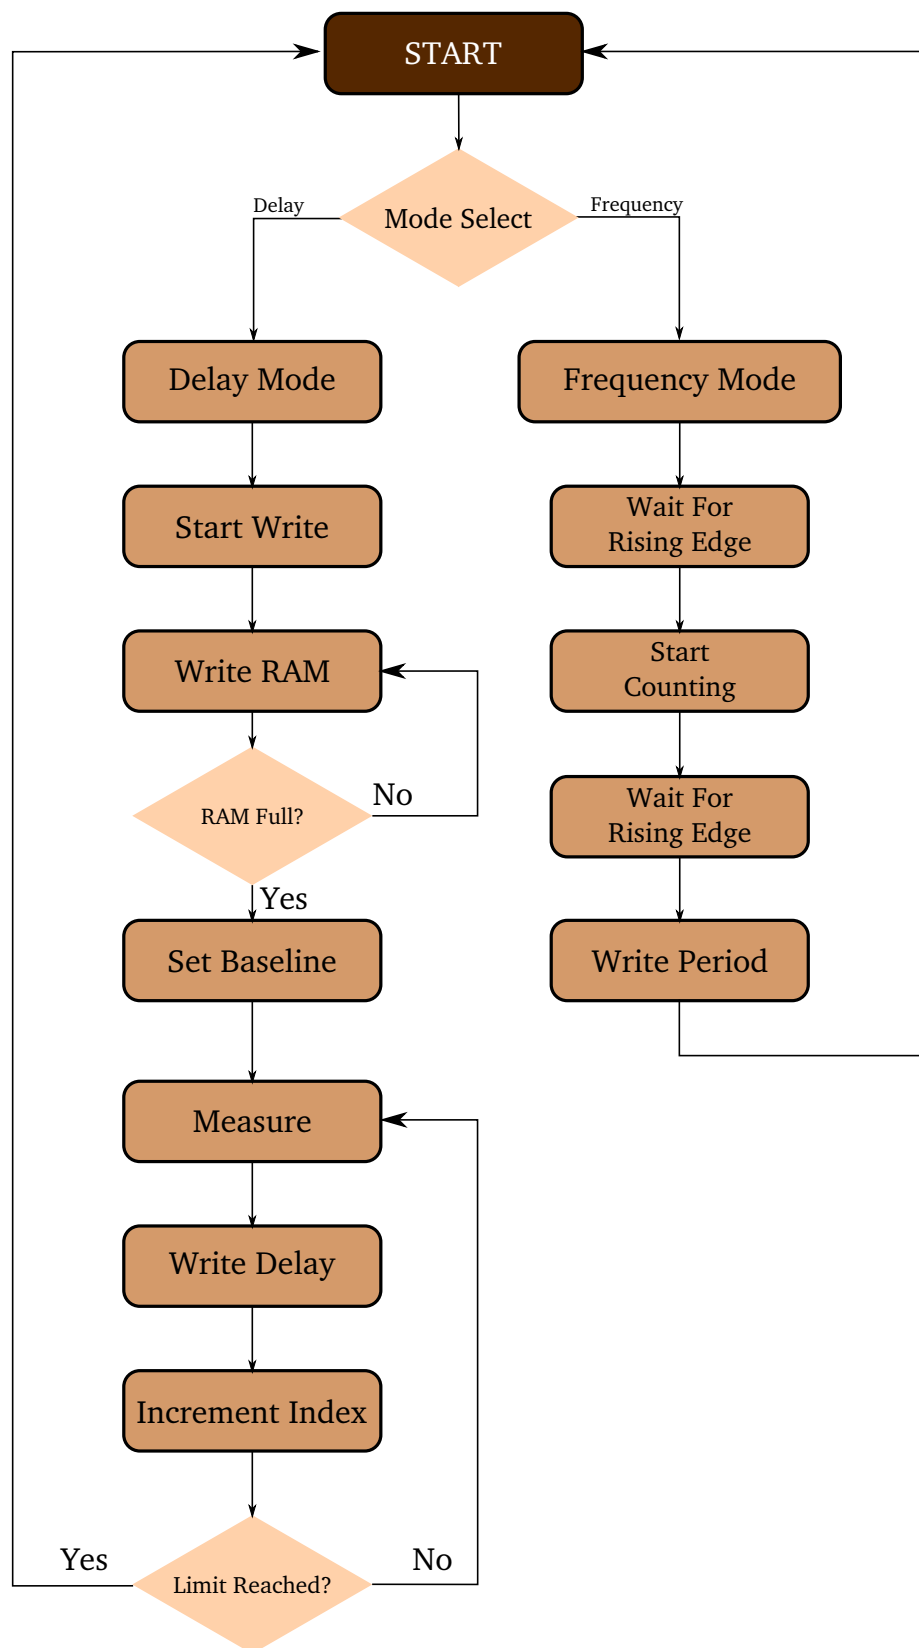 START
Mode Select
Delay
Frequency
Delay Mode
Frequency Mode
Start Write
Wait For
Rising Edge
Write RAM
Start
Counting
RAM Full?
No
Yes
Wait For
Rising Edge
Set Baseline
Write Period
Measure
Write Delay
Increment Index
Limit Reached?
Yes
No